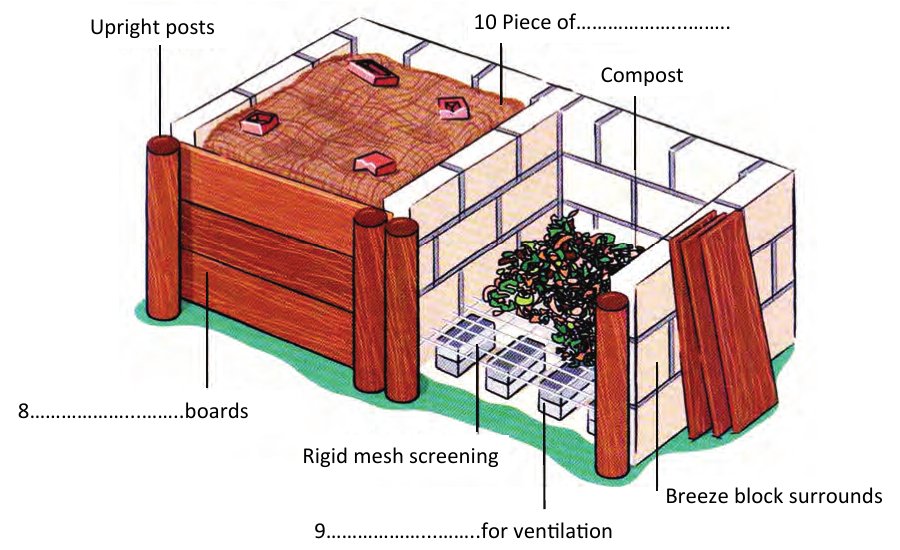 Upright posts
10 Piece of………………..……..
Compost
8………………..……..boards
Rigid mesh screening
Breeze block surrounds
9………………...……..for ventilation